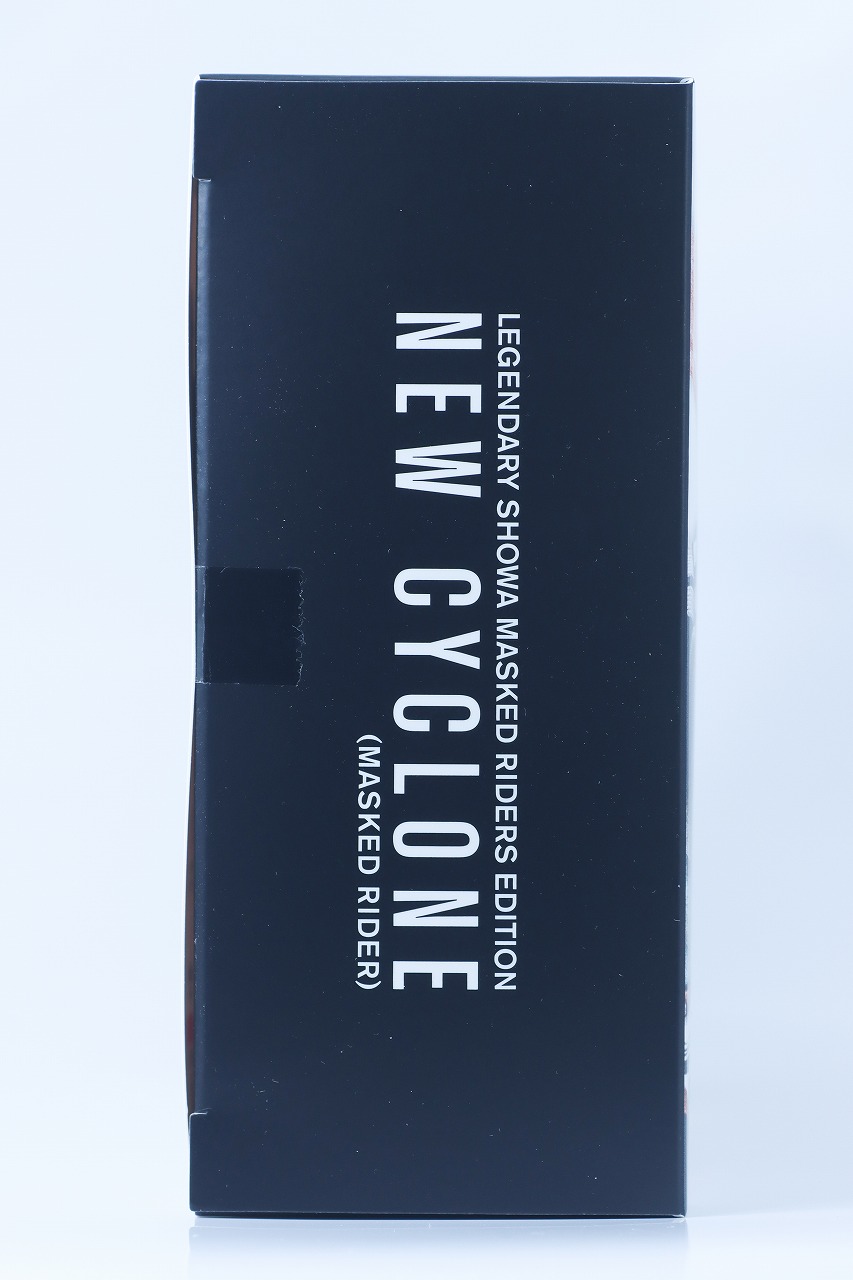 LEGENDARY SHOWA MASKED RIDERS EDITION
NEW CYCLONE
(MASKED RIDER)